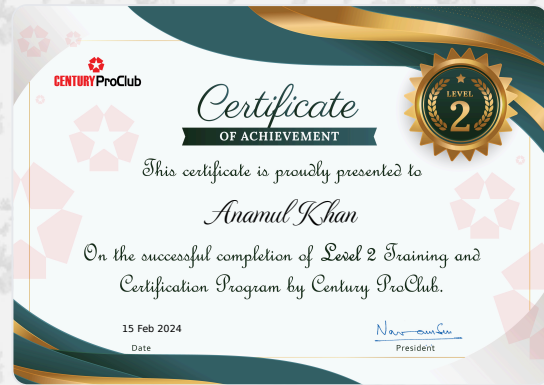 CENTURY ProClub
Certificate
OF ACHIEVEMENT
LEVEL
2
This certificate is proudly presented to
Anamul Khan
On the successful completion of Level 2 Training and
Certification Program by Century ProClub.
15 Feb 2024
Date
President